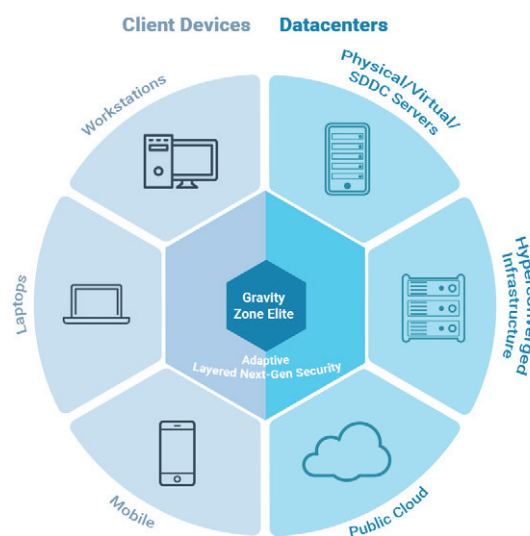 Client Devices Datacenters
Workstations
Physical/Virtual/
SDDC Servers
Laptops
Hyperconverged
Infrastructure
Gravity
Zone Elite
Adaptive
Layered Next-Gen Security
Mobile
Public Cloud